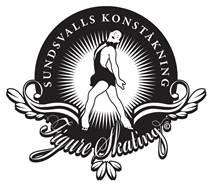 SUNDSVALLS KONSTÅKNING
Figure Skating